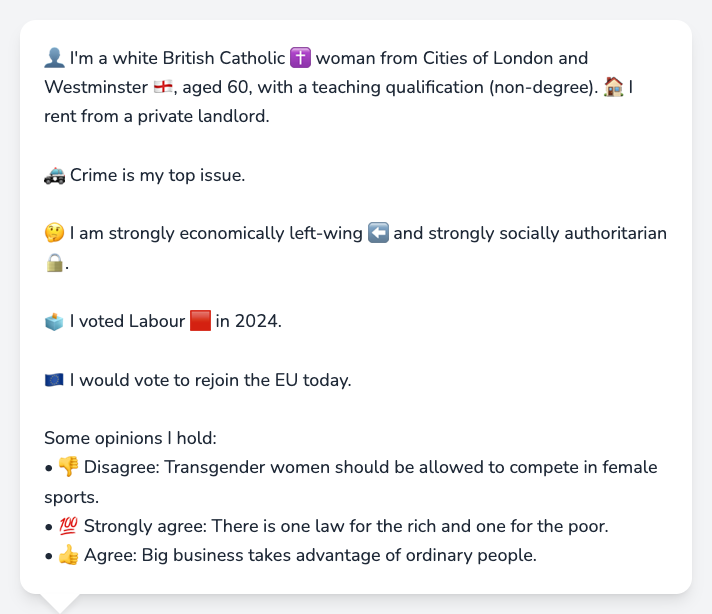 👤 I'm a white British Catholic ✝️ woman from Cities of London and
Westminster 🏴󠁧󠁢󠁥󠁮󠁧󠁿, aged 60, with a teaching qualification (non-degree). 🏠 I
rent from a private landlord.
🚓 Crime is my top issue.
🤔 I am strongly economically left-wing ⬅️ and strongly socially authoritarian
🔒.
🗳️ I voted Labour 🟥 in 2024.
🇪🇺 I would vote to rejoin the EU today.
Some opinions I hold:
• 👎 Disagree: Transgender women should be allowed to compete in female
sports.
• 💯 Strongly agree: There is one law for the rich and one for the poor.
• 👍 Agree: Big business takes advantage of ordinary people.